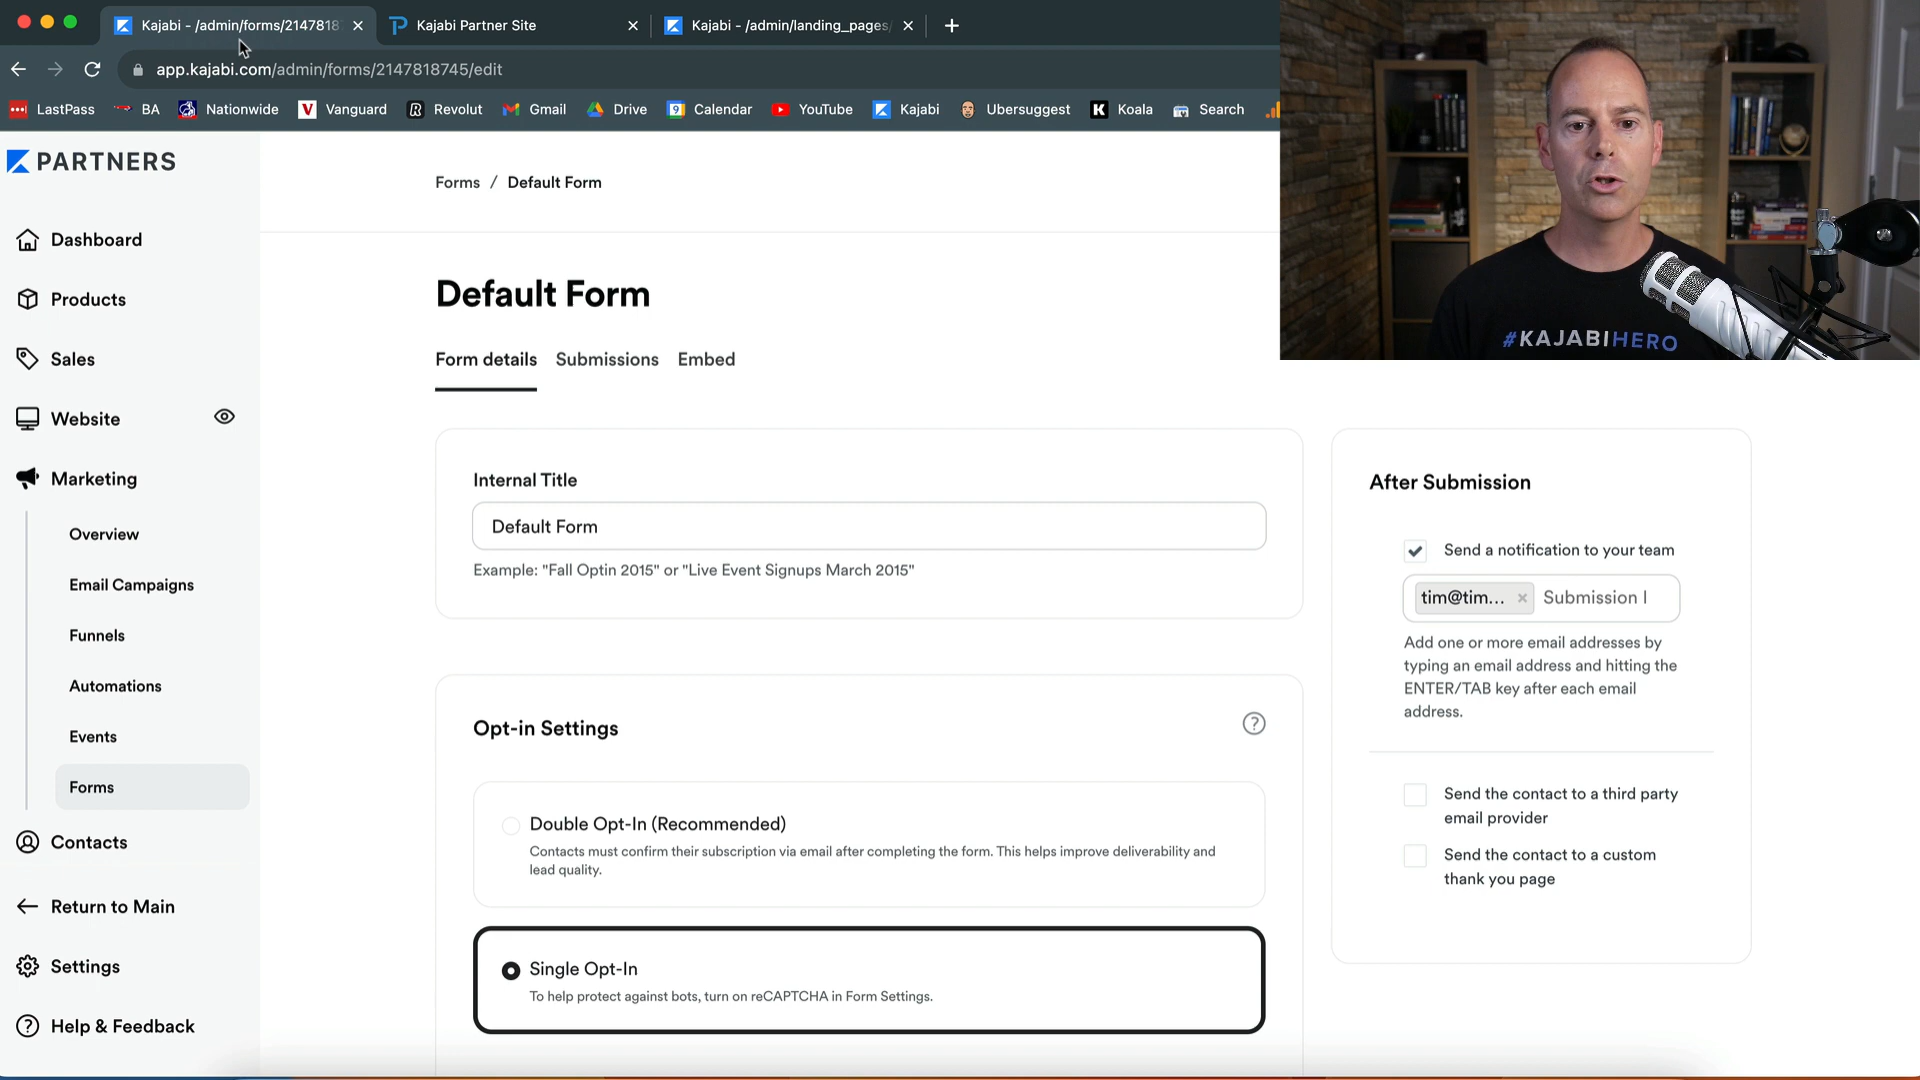 Kajabi - /admin/forms/2147818
Kajabi Partner Site
Kajabi - /admin/landing_pages/
app.kajabi.com/admin/forms/2147818745/edit
LastPass
BA
Nationwide
Vanguard
Revolut
Gmail
Drive
Calendar
YouTube
Kajabi
Ubersuggest
Koala
Search
PARTNERS
Dashboard
Products
Sales
Website
Marketing
Overview
Email Campaigns
Funnels
Automations
Events
Forms
Contacts
Return to Main
Settings
Help & Feedback
Forms / Default Form
Default Form
Form details
Submissions
Embed
Internal Title
Default Form
Example: "Fall Optin 2015" or "Live Event Signups March 2015"
Opt-in Settings
Double Opt-In (Recommended)
Contacts must confirm their subscription via email after completing the form. This helps improve deliverability and
lead quality.
Single Opt-In
To help protect against bots, turn on reCAPTCHA in Form Settings.
After Submission
Send a notification to your team
tim@tim... × Submission
Add one or more email addresses by
typing an email address and hitting the
ENTER/TAB key after each email
address.
Send the contact to a third party
email provider
Send the contact to a custom
thank you page
#KAJABIHERO